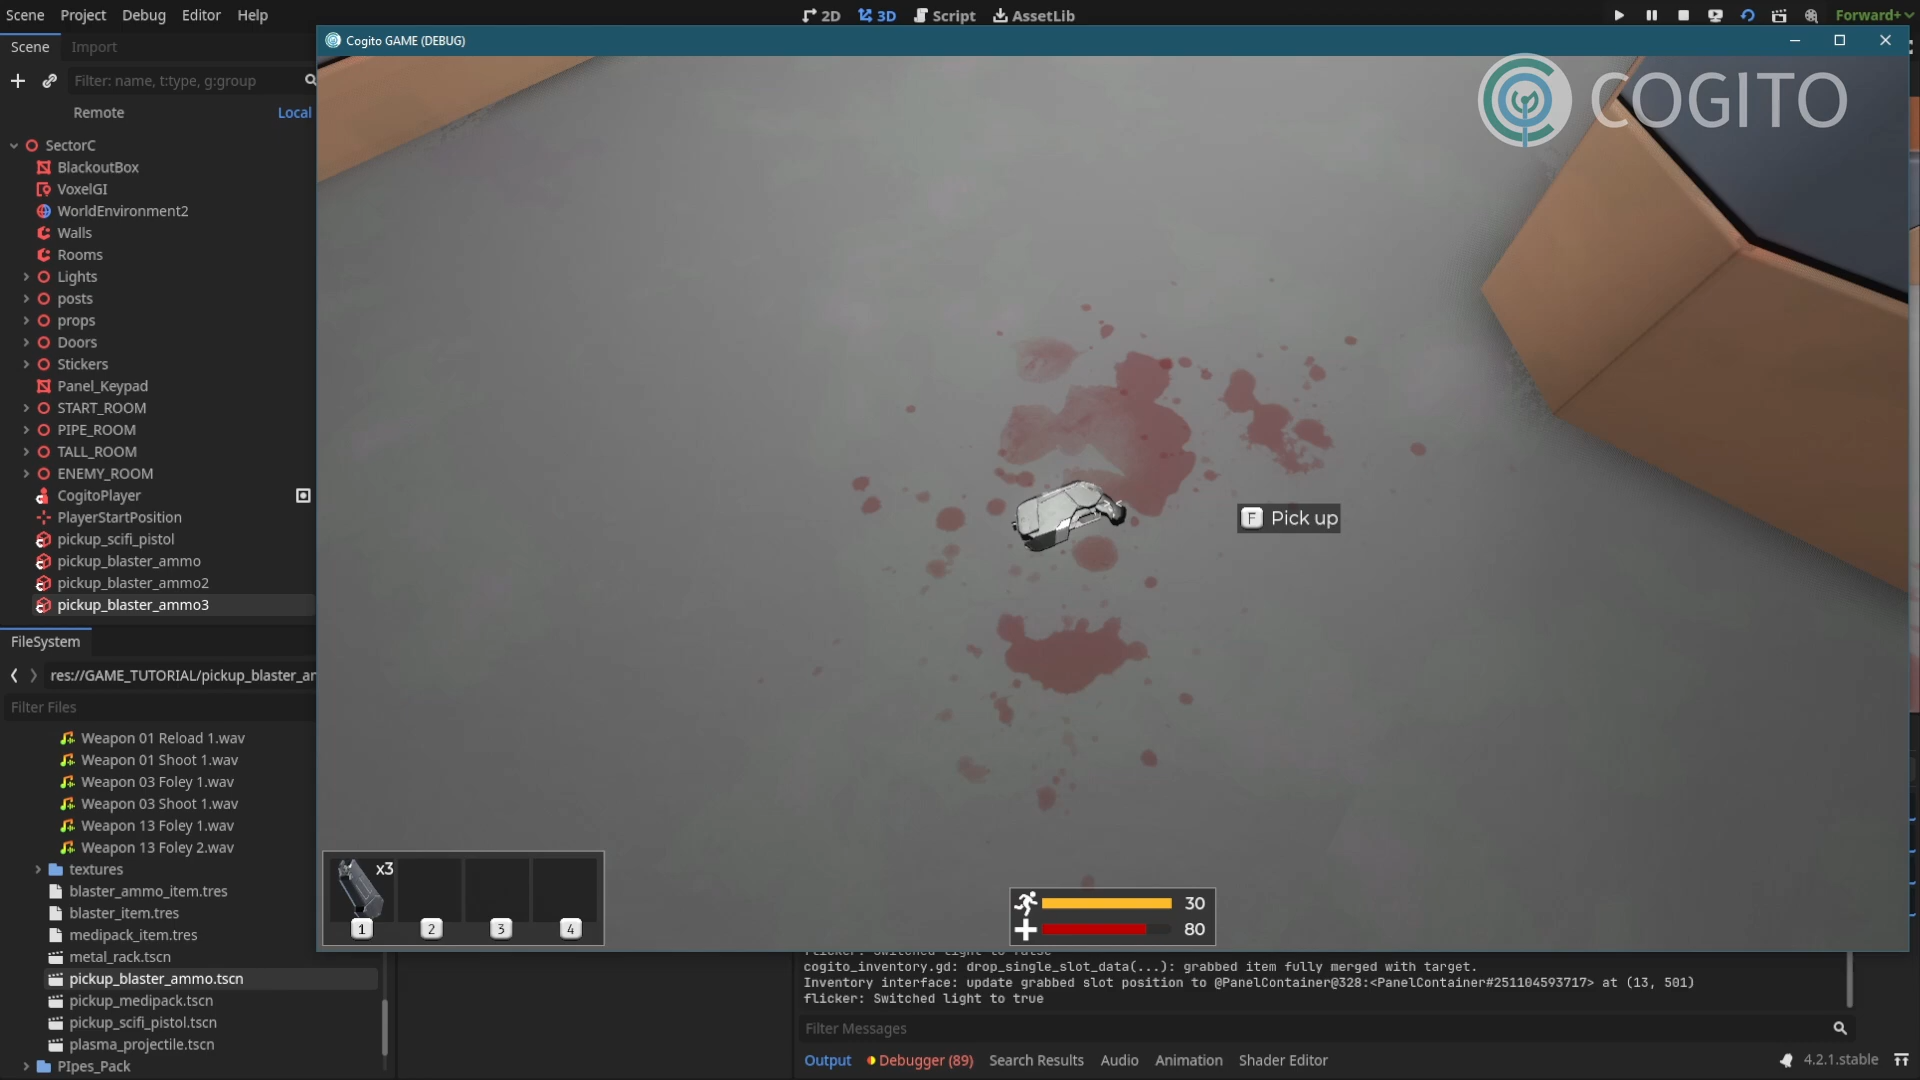 Scene Project Debug Editor Help
2D 3D Script AssetLib
Forward+
Scene Import
Cogito GAME (DEBUG)
Filter: name, t:type, g:group
Remote Local
COGITO
SectorC
BlackoutBox
VoxelGI
WorldEnvironment2
Walls
Rooms
Lights
posts
props
Doors
Stickers
Panel_Keypad
START_ROOM
PIPE_ROOM
TALL_ROOM
ENEMY_ROOM
CogitoPlayer
PlayerStartPosition
pickup_scifi_pistol
pickup_blaster_ammo
pickup_blaster_ammo2
pickup_blaster_ammo3
F Pick up
FileSystem
res://GAME_TUTORIAL/pickup_blaster_ar
Filter Files
Weapon 01 Reload 1.wav
Weapon 01 Shoot 1.wav
Weapon 03 Foley 1.wav
Weapon 03 Shoot 1.wav
Weapon 13 Foley 1.wav
Weapon 13 Foley 2.wav
textures
blaster_ammo_item.tres
blaster_item.tres
medipack_item.tres
metal_rack.tscn
pickup_blaster_ammo.tscn
pickup_medipack.tscn
pickup_scifi_pistol.tscn
plasma_projectile.tscn
PIpes_Pack
x3
1 2 3 4
30
80
flicker: Switched light to false
cogito_inventory.gd: drop_single_slot_data(...): grabbed item fully merged with target.
Inventory interface: update grabbed slot position to @PanelContainer@328:<PanelContainer#251104593717> at (13, 501)
flicker: Switched light to true
Filter Messages
Output Debugger (89) Search Results Audio Animation Shader Editor
4.2.1.stable